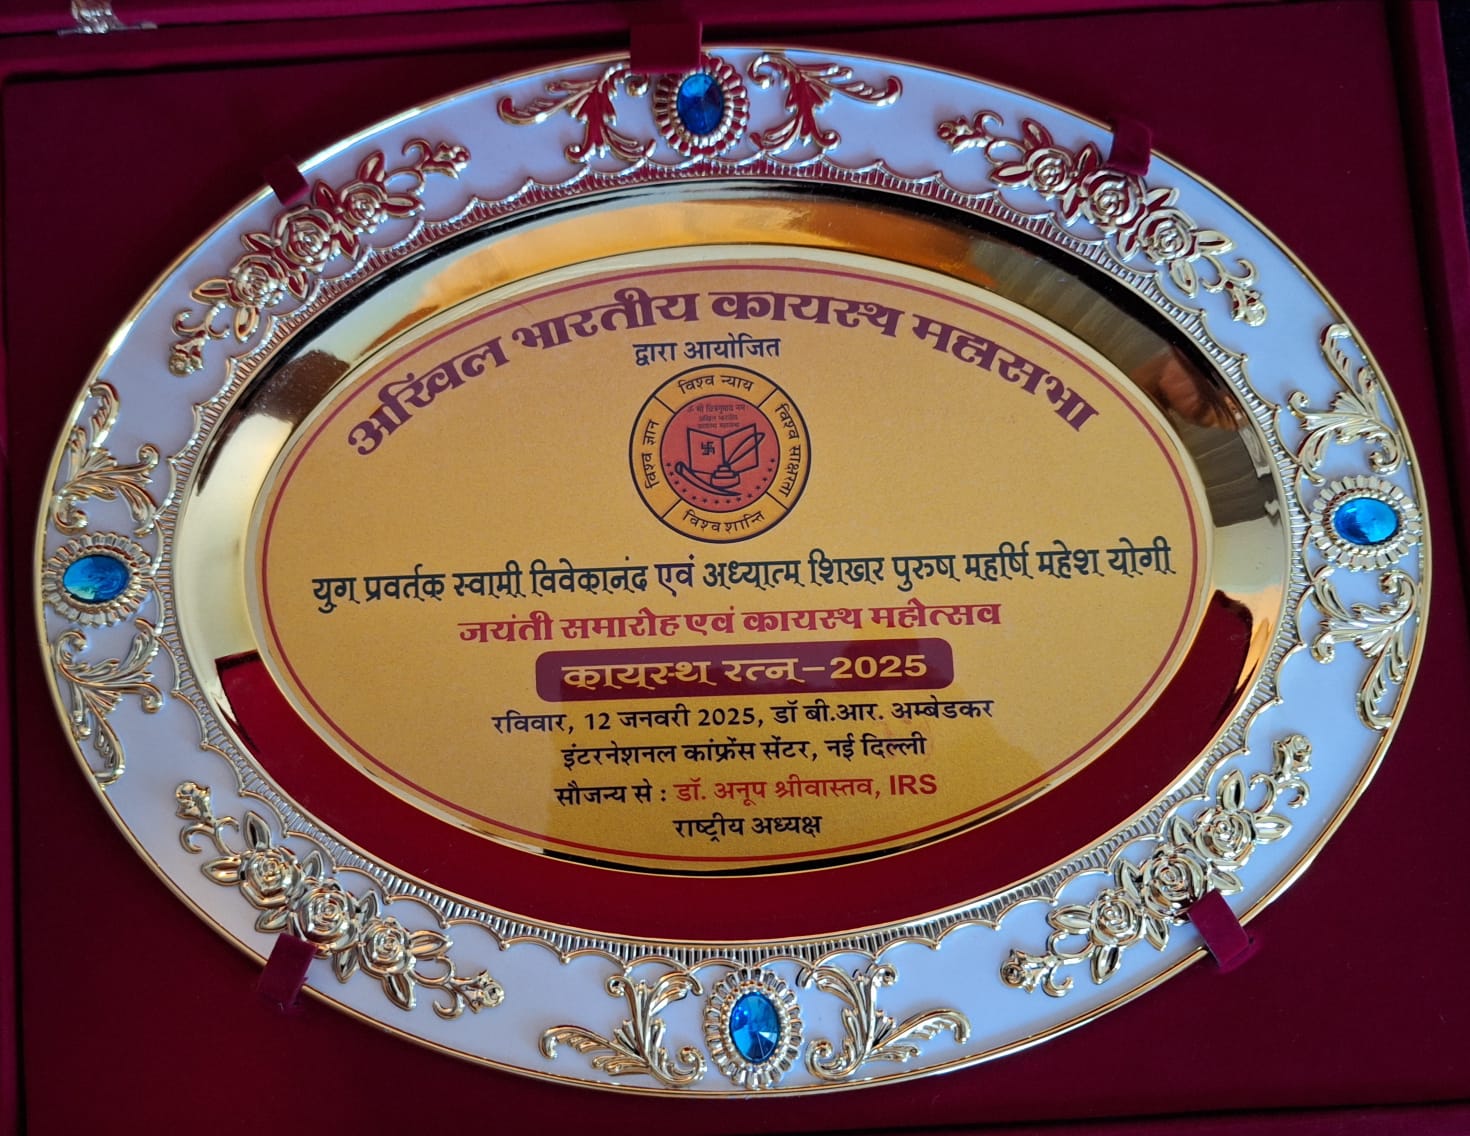 अखिल भारतीय कायस्थ महासभा
द्वारा आयोजित
विश्व न्याय
विश्व ज्ञान
विश्व साक्षरता
विश्व शान्ति
युग प्रवर्तक स्वामी विवेकानंद एवं अध्यात्म शिखर पुरुष महर्षि महेश योगी
जयंती समारोह एवं कायस्थ महोत्सव
कायस्थ रत्न-2025
रविवार, 12 जनवरी 2025, डॉ बी.आर. अम्बेडकर
इंटरनेशनल कांफ्रेंस सेंटर, नई दिल्ली
सौजन्य से : डॉ. अनूप श्रीवास्तव, IRS
राष्ट्रीय अध्यक्ष